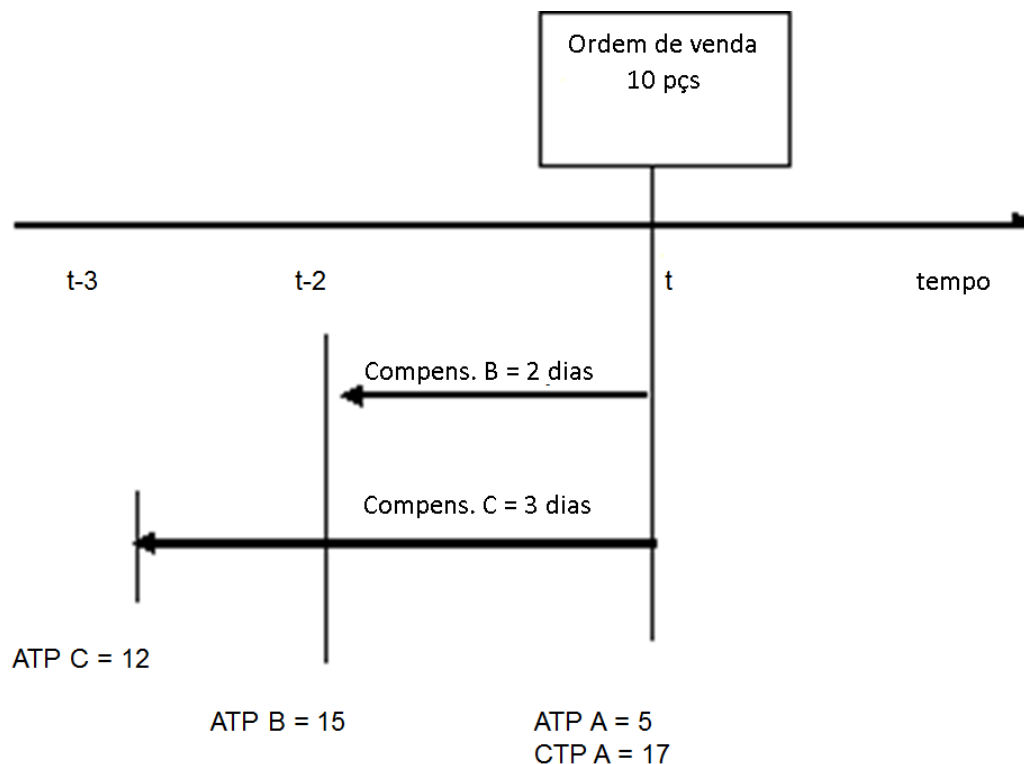 Ordem de venda
10 pçs
t-3
t-2
t
tempo
Compens. B = 2 dias
Compens. C = 3 dias
ATP C = 12
ATP B = 15
ATP A = 5
CTP A = 17